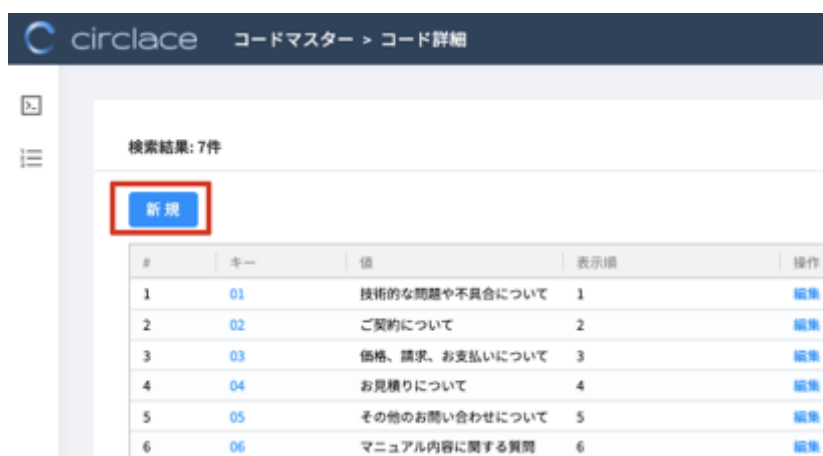 circlace コードマスター > コード詳細
検索結果: 7件
新規
# キー 値 表示順 操作
1 01 技術的な問題や不具合について 1 編集
2 02 ご契約について 2 編集
3 03 価格、請求、お支払いについて 3 編集
4 04 お見積りについて 4 編集
5 05 その他のお問い合わせについて 5 編集
6 06 マニュアル内容に関する質問 6 編集